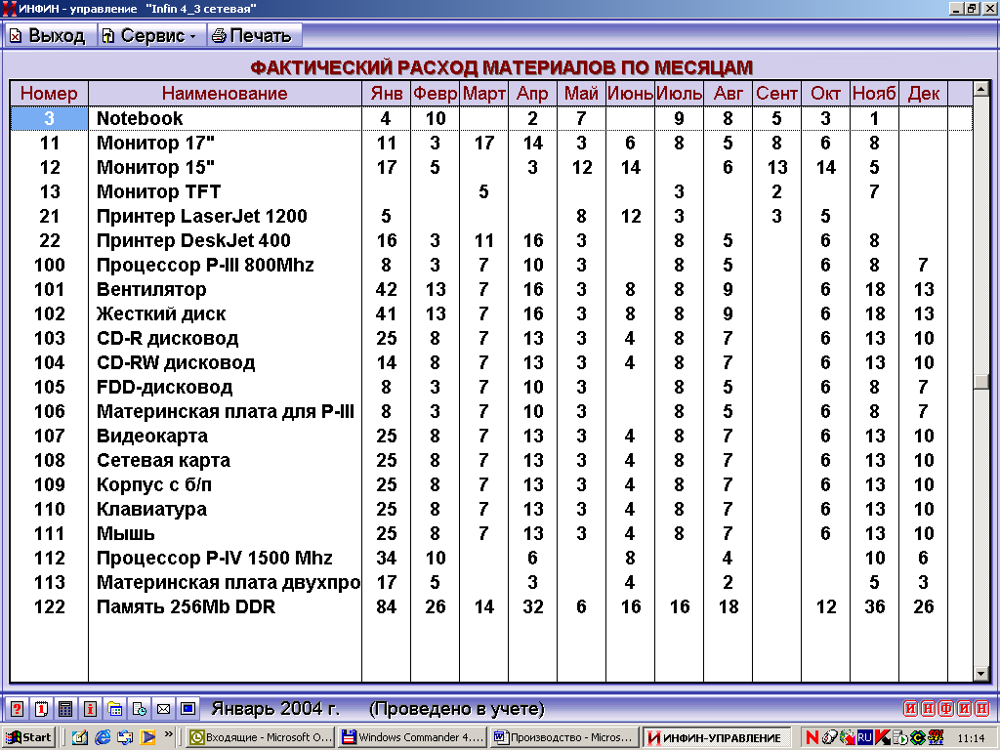 ИНФИН - управление "Infin 4_3 сетевая"
Выход Сервис Печать
ФАКТИЧЕСКИЙ РАСХОД МАТЕРИАЛОВ ПО МЕСЯЦАМ
Номер Наименование Янв Февр Март Апр Май Июнь Июль Авг Сент Окт Нояб Дек
3 Notebook 4 10 2 7 9 8 5 3 1
11 Монитор 17" 11 3 17 14 3 6 8 5 8 6 8
12 Монитор 15" 17 5 3 12 14 6 13 14 5
13 Монитор TFT 5 3 2 7
21 Принтер LaserJet 1200 5 8 12 3 3 5
22 Принтер DeskJet 400 16 3 11 16 3 8 5 6 8
100 Процессор P-III 800Mhz 8 3 7 10 3 8 5 6 8 7
101 Вентилятор 42 13 7 16 3 8 8 9 6 18 13
102 Жесткий диск 41 13 7 16 3 8 8 9 6 18 13
103 CD-R дисковод 25 8 7 13 3 4 8 7 6 13 10
104 CD-RW дисковод 14 8 7 13 3 4 8 7 6 13 10
105 FDD-дисковод 8 3 7 10 3 8 5 6 8 7
106 Материнская плата для P-III 8 3 7 10 3 8 5 6 8 7
107 Видеокарта 25 8 7 13 3 4 8 7 6 13 10
108 Сетевая карта 25 8 7 13 3 4 8 7 6 13 10
109 Корпус с б/п 25 8 7 13 3 4 8 7 6 13 10
110 Клавиатура 25 8 7 13 3 4 8 7 6 13 10
111 Мышь 25 8 7 13 3 4 8 7 6 13 10
112 Процессор P-IV 1500 Mhz 34 10 6 8 4 10 6
113 Материнская плата двухпро 17 5 3 4 2 5 3
122 Память 256Mb DDR 84 26 14 32 6 16 16 18 12 36 26
Январь 2004 г. (Проведено в учете) ИНФИН
Start Входящие - Microsoft O... Windows Commander 4.... Производство - Micros... ИНФИН-УПРАВЛЕНИЕ RU 11:14